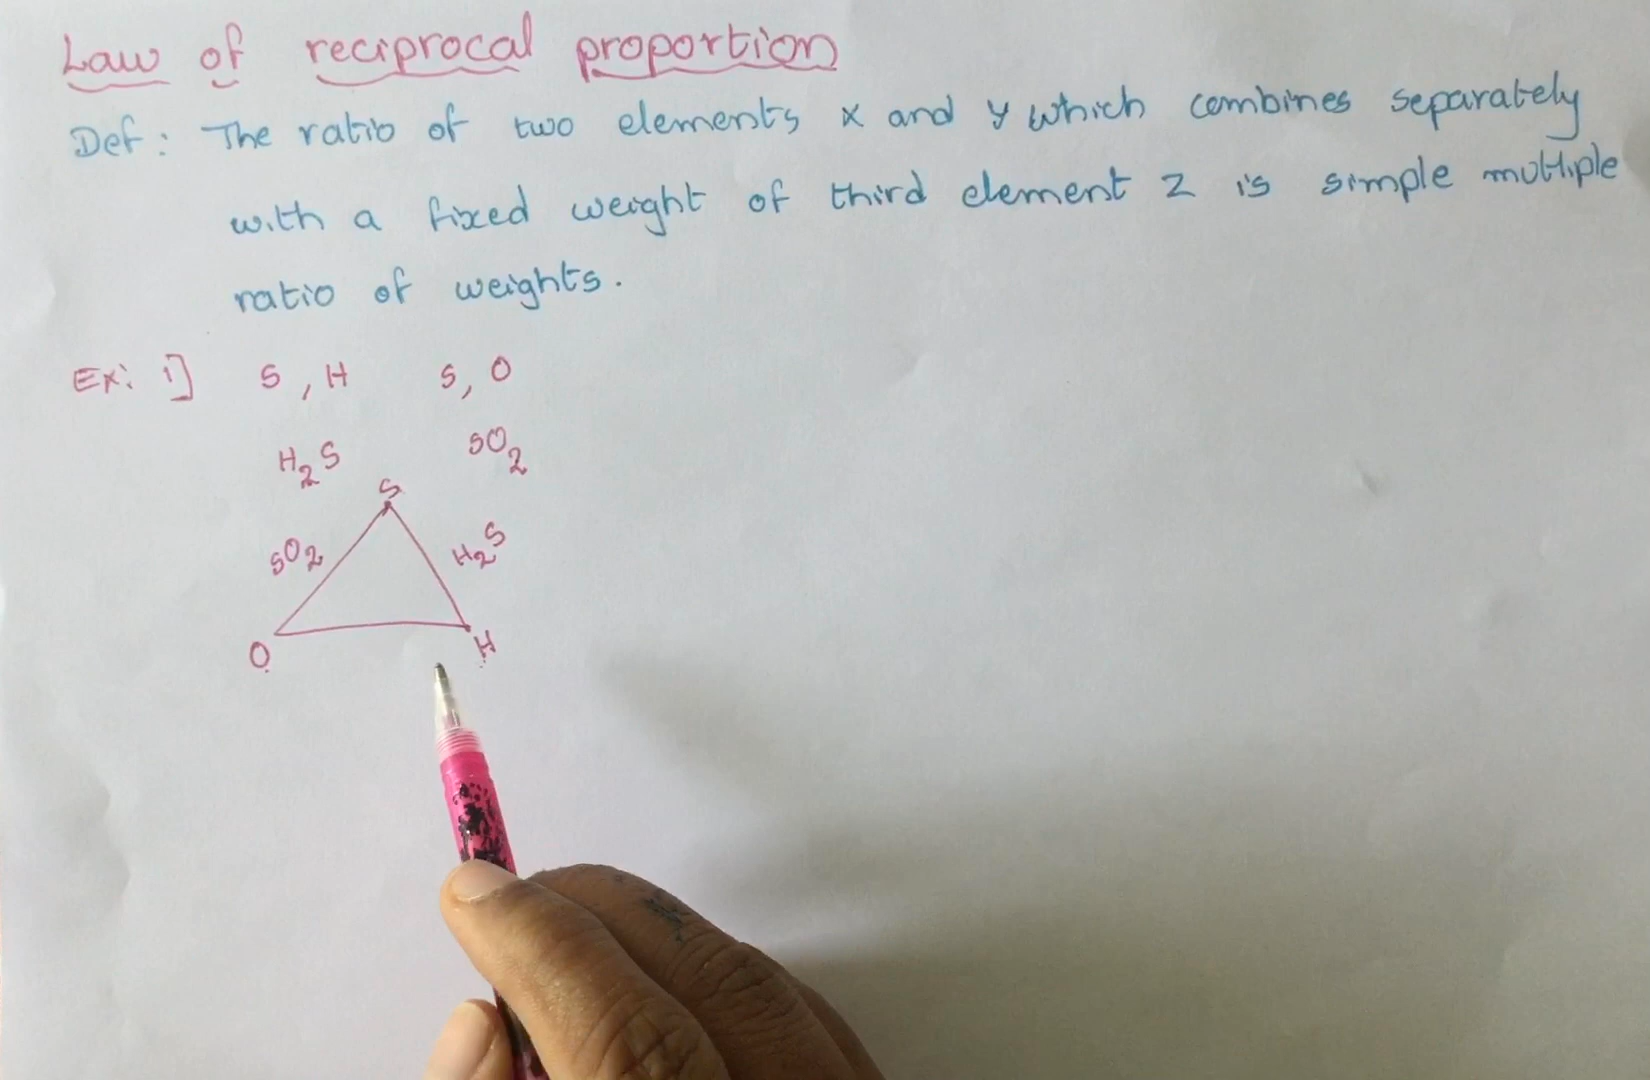 Law of reciprocal proportion
Def: The ratio of two elements x and y which combines separately
with a fixed weight of third element z is simple multiple
ratio of weights.
Ex: 1] S, H S, O
H2S SO2
S
SO2 H2S
O H